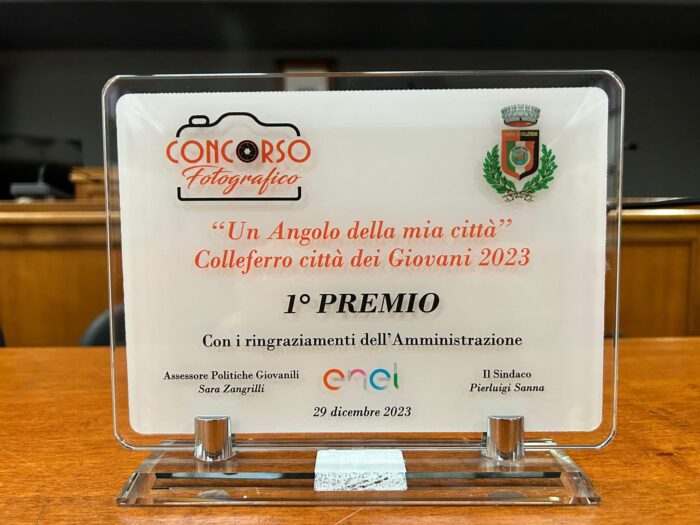 CONCORSO
Fotografico
“Un Angolo della mia città”
Colleferro città dei Giovani 2023
1° PREMIO
Con i ringraziamenti dell’Amministrazione
Assessore Politiche Giovanili
Sara Zangrilli
enel
Il Sindaco
Pierluigi Sanna
29 dicembre 2023